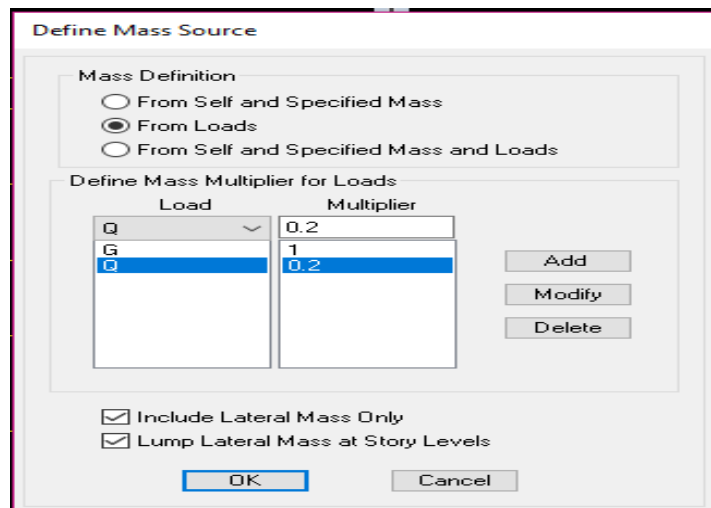 Define Mass Source
Mass Definition
From Self and Specified Mass
From Loads
From Self and Specified Mass and Loads
Define Mass Multiplier for Loads
Load Multiplier
Q 0.2
G 1
Q 0.2
Add
Modify
Delete
Include Lateral Mass Only
Lump Lateral Mass at Story Levels
OK Cancel